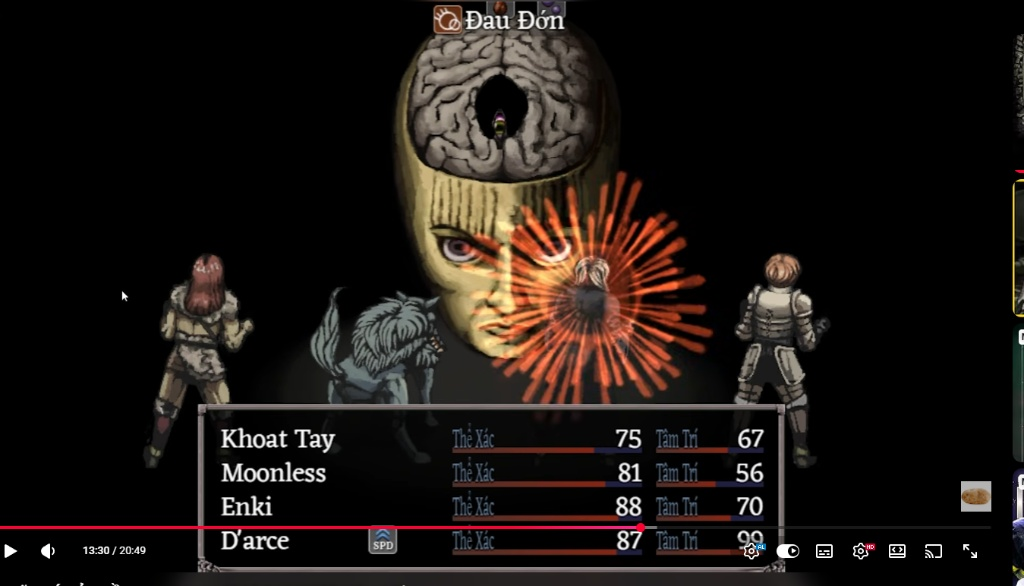 Đau Đớn
Khoat Tay Thể Xác 75 Tâm Trí 67
Moonless Thể Xác 81 Tâm Trí 56
Enki Thể Xác 88 Tâm Trí 70
D'arce SPD Thể Xác 87 Tâm Trí 99
13:30 / 20:49
HD